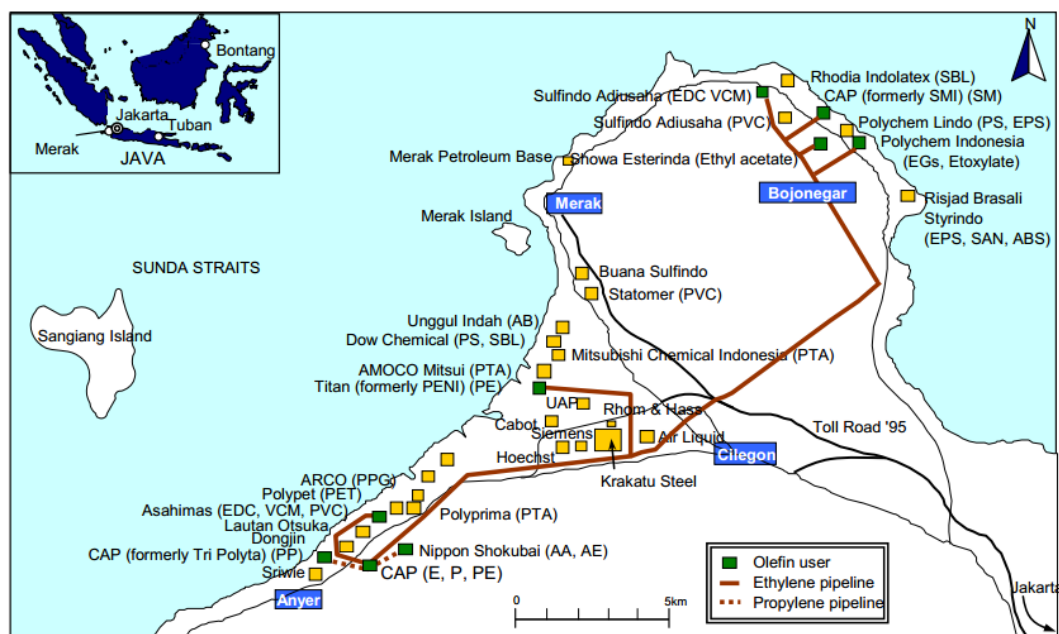 Bontang
Jakarta
Tuban
Merak
JAVA
N
Rhodia Indolatex (SBL)
Sulfindo Adiusaha (EDC VCM)
CAP (formerly SMI) (SM)
Sulfindo Adiusaha (PVC)
Polychem Lindo (PS, EPS)
Merak Petroleum Base
Showa Esterinda (Ethyl acetate)
Polychem Indonesia
(EGs, Etoxylate)
Merak
Bojonegar
Risjad Brasali
Styrindo
(EPS, SAN, ABS)
Merak Island
SUNDA STRAITS
Buana Sulfindo
Statomer (PVC)
Sangiang Island
Unggul Indah (AB)
Dow Chemical (PS, SBL)
Mitsubishi Chemical Indonesia (PTA)
AMOCO Mitsui (PTA)
Titan (formerly PENI) (PE)
UAP
Rhom & Hass
Cabot
Siemens
Air Liquid
Toll Road '95
Hoechst
Cilegon
Krakatu Steel
ARCO (PPG)
Polypet (PET)
Asahimas (EDC, VCM, PVC)
Polyprima (PTA)
Lautan Otsuka
Dongjin
CAP (formerly Tri Polyta) (PP)
Nippon Shokubai (AA, AE)
CAP (E, P, PE)
Sriwie
Anyer
Olefin user
Ethylene pipeline
Propylene pipeline
Jakarta
0
5km